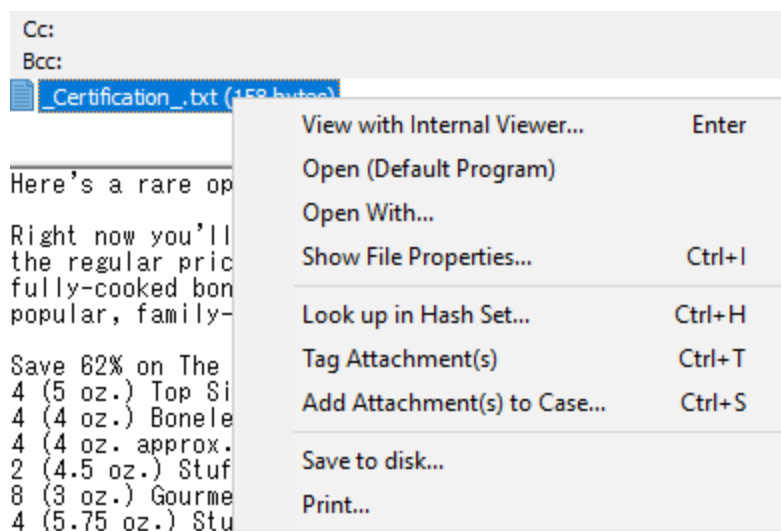 Cc:
Bcc:
_Certification_.txt (158 bytes)
View with Internal Viewer... Enter
Open (Default Program)
Open With...
Show File Properties... Ctrl+I
Look up in Hash Set... Ctrl+H
Tag Attachment(s) Ctrl+T
Add Attachment(s) to Case... Ctrl+S
Save to disk...
Print...
Here's a rare op
Right now you'll
the regular pric
fully-cooked bon
popular, family-
Save 62% on The
4 (5 oz.) Top Si
4 (4 oz.) Bonele
4 (4 oz. approx.
2 (4.5 oz.) Stuf
8 (3 oz.) Gourme
4 (5.75 oz.) Stu